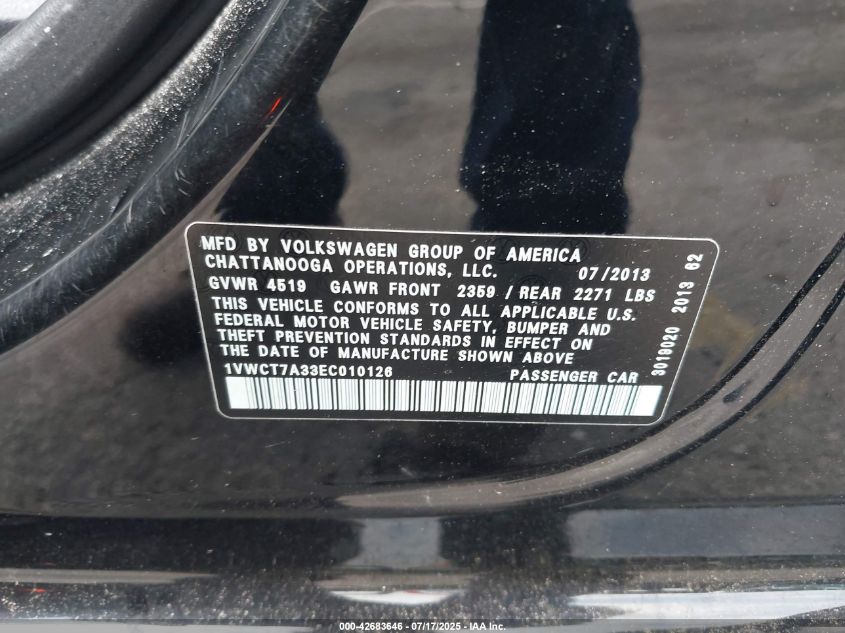 MFD BY VOLKSWAGEN GROUP OF AMERICA
CHATTANOOGA OPERATIONS, LLC. 07/2013
GVWR 4519 GAWR FRONT 2359 / REAR 2271 LBS
THIS VEHICLE CONFORMS TO ALL APPLICABLE U.S.
FEDERAL MOTOR VEHICLE SAFETY, BUMPER AND
THEFT PREVENTION STANDARDS IN EFFECT ON
THE DATE OF MANUFACTURE SHOWN ABOVE
1VWCT7A33EC010126 PASSENGER CAR
3019020 2013 62
000-42683646 - 07/17/2025 - IAA Inc.